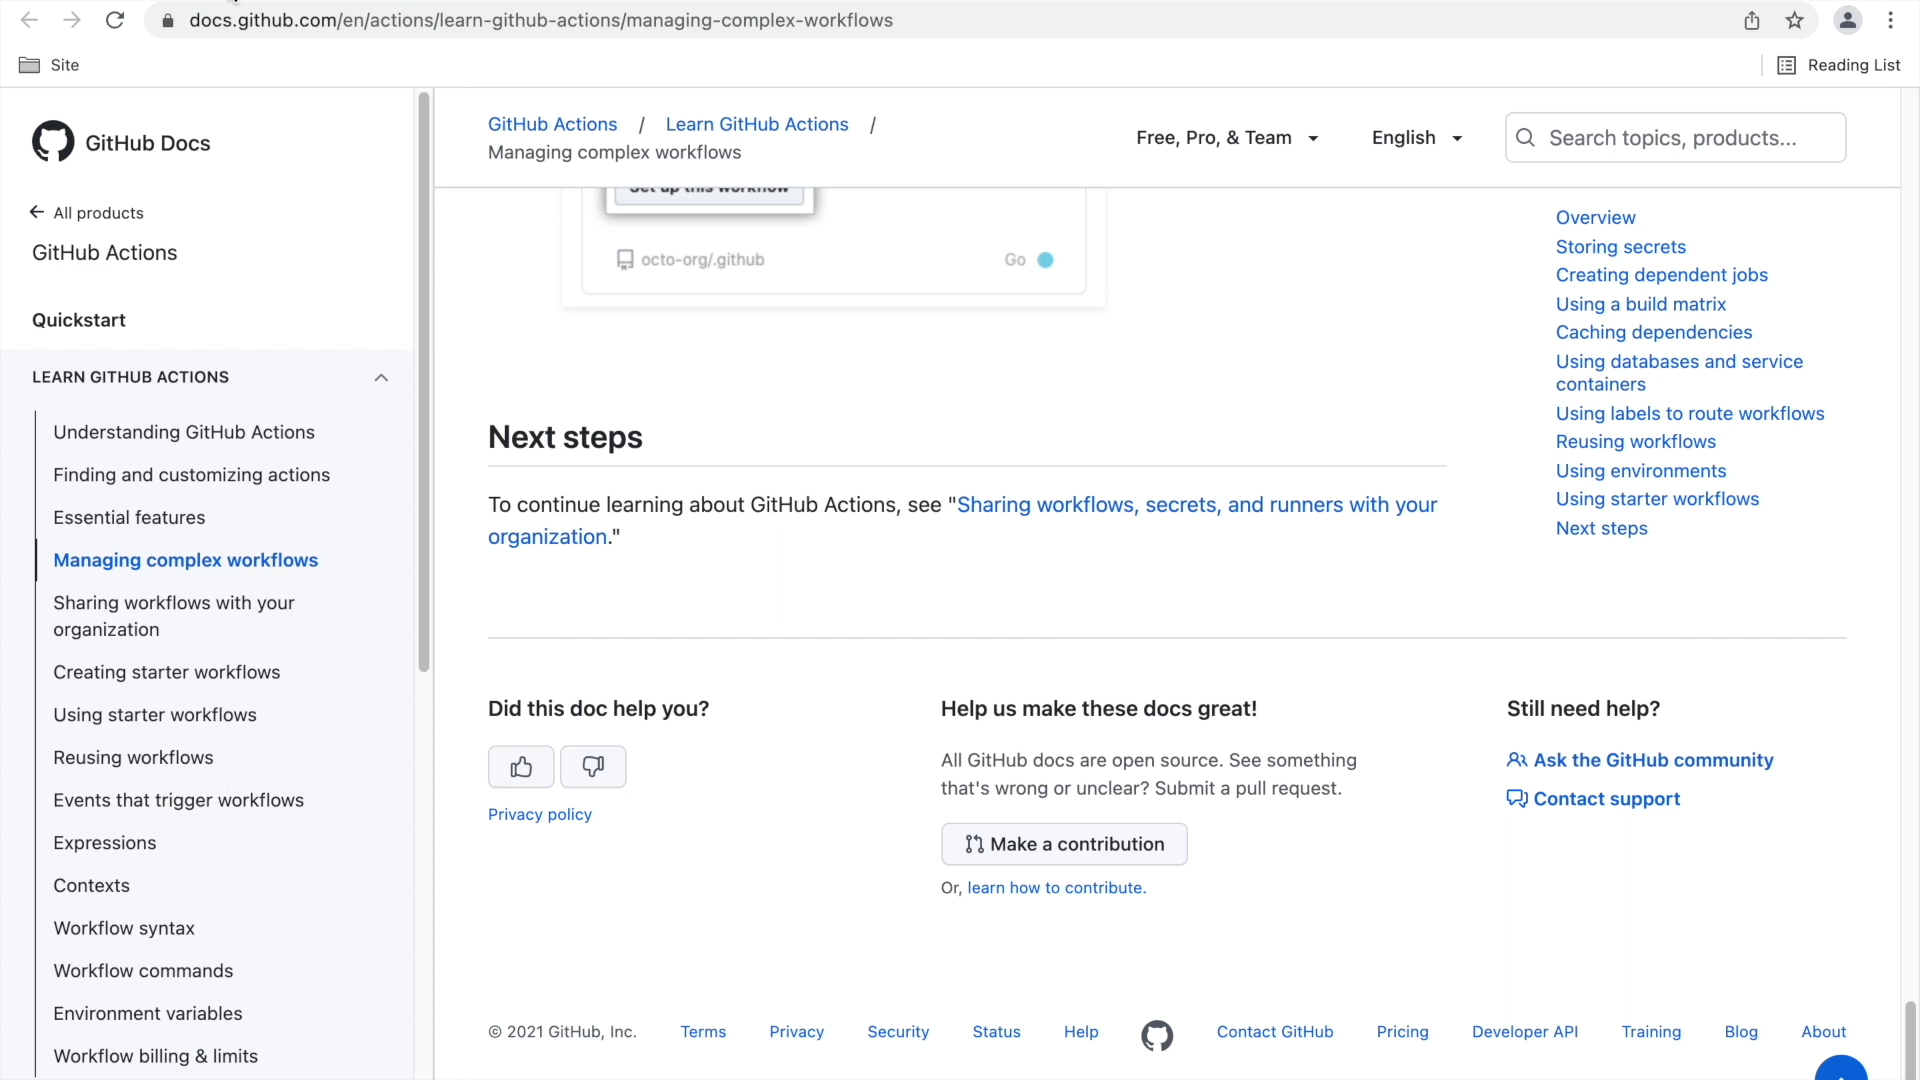 docs.github.com/en/actions/learn-github-actions/managing-complex-workflows
Site
Reading List
GitHub Docs
All products
GitHub Actions
Quickstart
LEARN GITHUB ACTIONS
Understanding GitHub Actions
Finding and customizing actions
Essential features
Managing complex workflows
Sharing workflows with your
organization
Creating starter workflows
Using starter workflows
Reusing workflows
Events that trigger workflows
Expressions
Contexts
Workflow syntax
Workflow commands
Environment variables
Workflow billing & limits
GitHub Actions / Learn GitHub Actions /
Managing complex workflows
Free, Pro, & Team
English
Search topics, products...
Set up this workflow
octo-org/.github
Go
Next steps
To continue learning about GitHub Actions, see "Sharing workflows, secrets, and runners with your
organization."
Overview
Storing secrets
Creating dependent jobs
Using a build matrix
Caching dependencies
Using databases and service
containers
Using labels to route workflows
Reusing workflows
Using environments
Using starter workflows
Next steps
Did this doc help you?
Privacy policy
Help us make these docs great!
All GitHub docs are open source. See something
that's wrong or unclear? Submit a pull request.
Make a contribution
Or, learn how to contribute.
Still need help?
Ask the GitHub community
Contact support
© 2021 GitHub, Inc.
Terms
Privacy
Security
Status
Help
Contact GitHub
Pricing
Developer API
Training
Blog
About